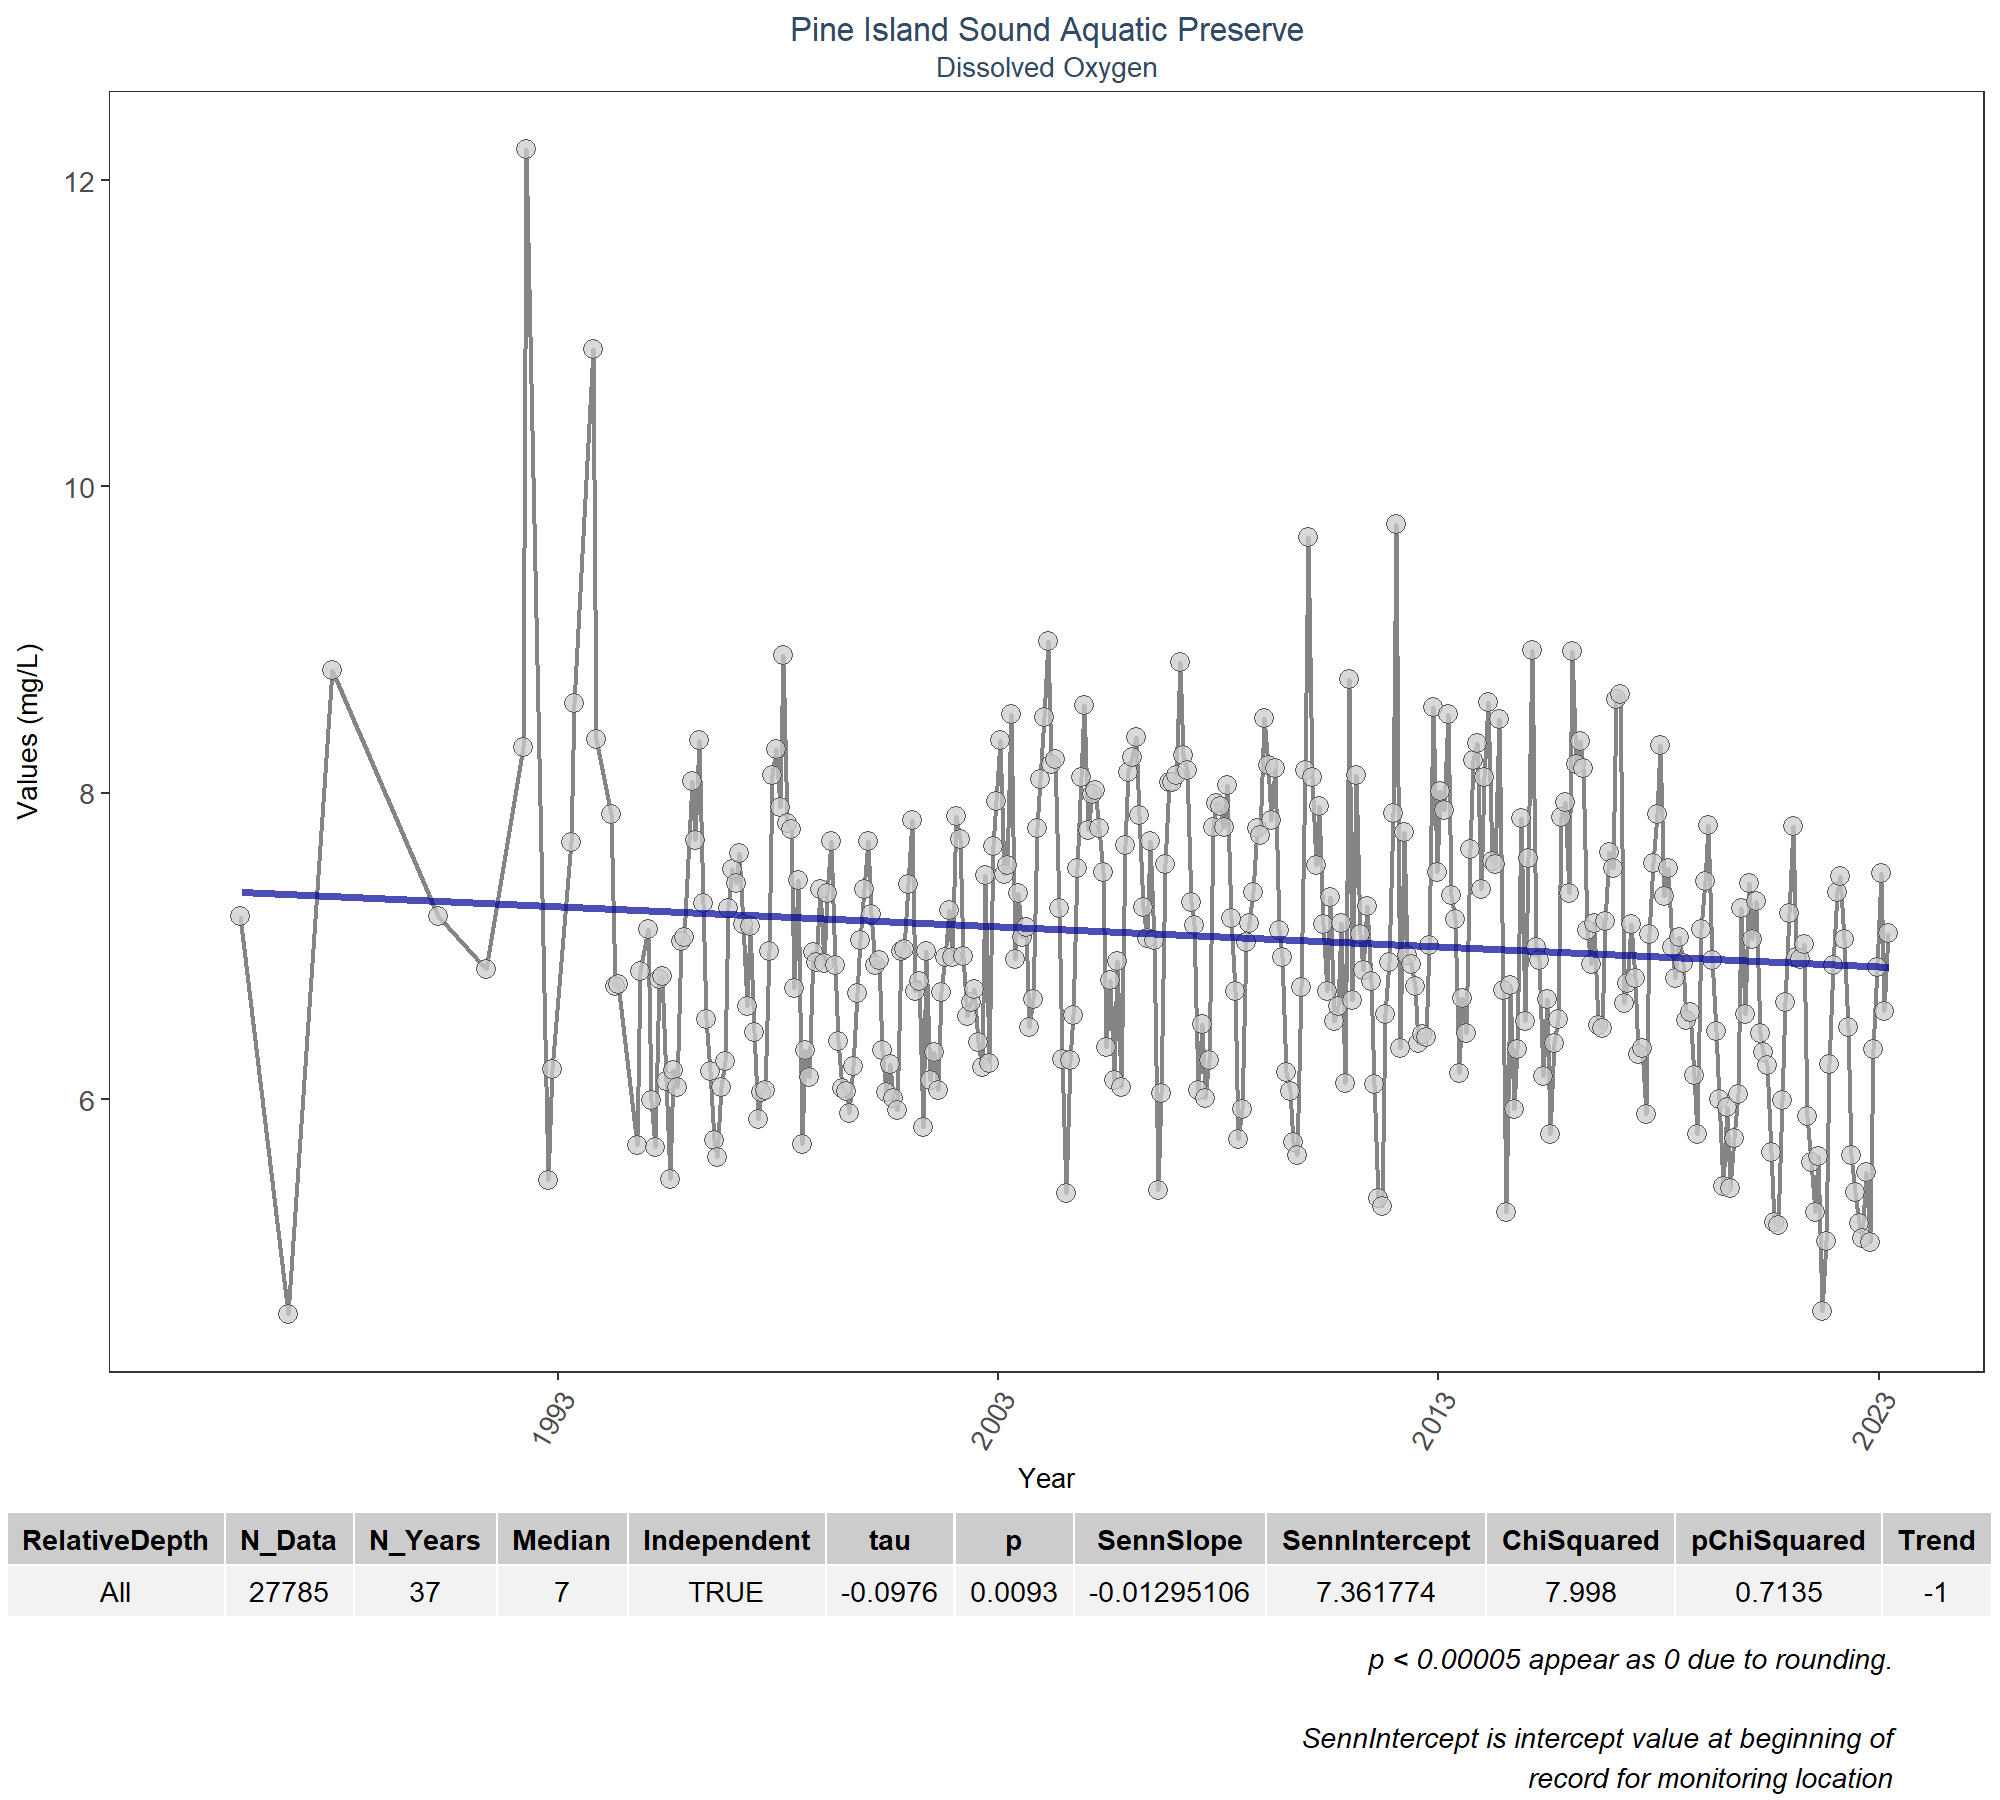 Pine Island Sound Aquatic Preserve
Dissolved Oxygen
12
10
8
6
Values (mg/L)
1993
2003
2013
2023
Year
RelativeDepth N_Data N_Years Median Independent tau p SennSlope SennIntercept ChiSquared pChiSquared Trend
All 27785 37 7 TRUE -0.0976 0.0093 -0.01295106 7.361774 7.998 0.7135 -1
p < 0.00005 appear as 0 due to rounding.
SennIntercept is intercept value at beginning of
record for monitoring location